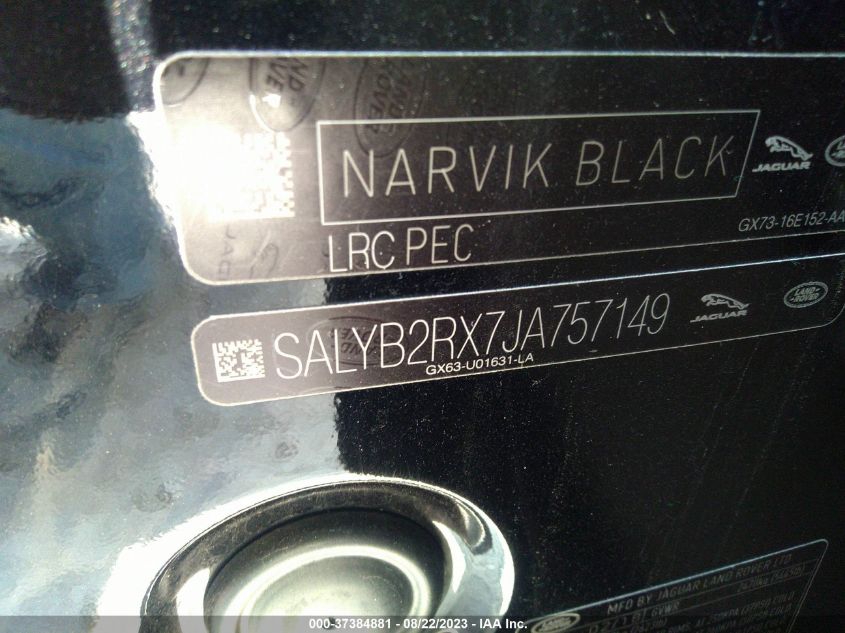 NARVIK BLACK
JAGUAR
GX73-16E152-AA
LRC PEC
SALYB2RX7JA757149
JAGUAR
LAND ROVER
GX63-U01631-LA
MFD BY JAGUAR LAND ROVER LTD
GVWR
000-37384881 - 08/22/2023 - IAA Inc.